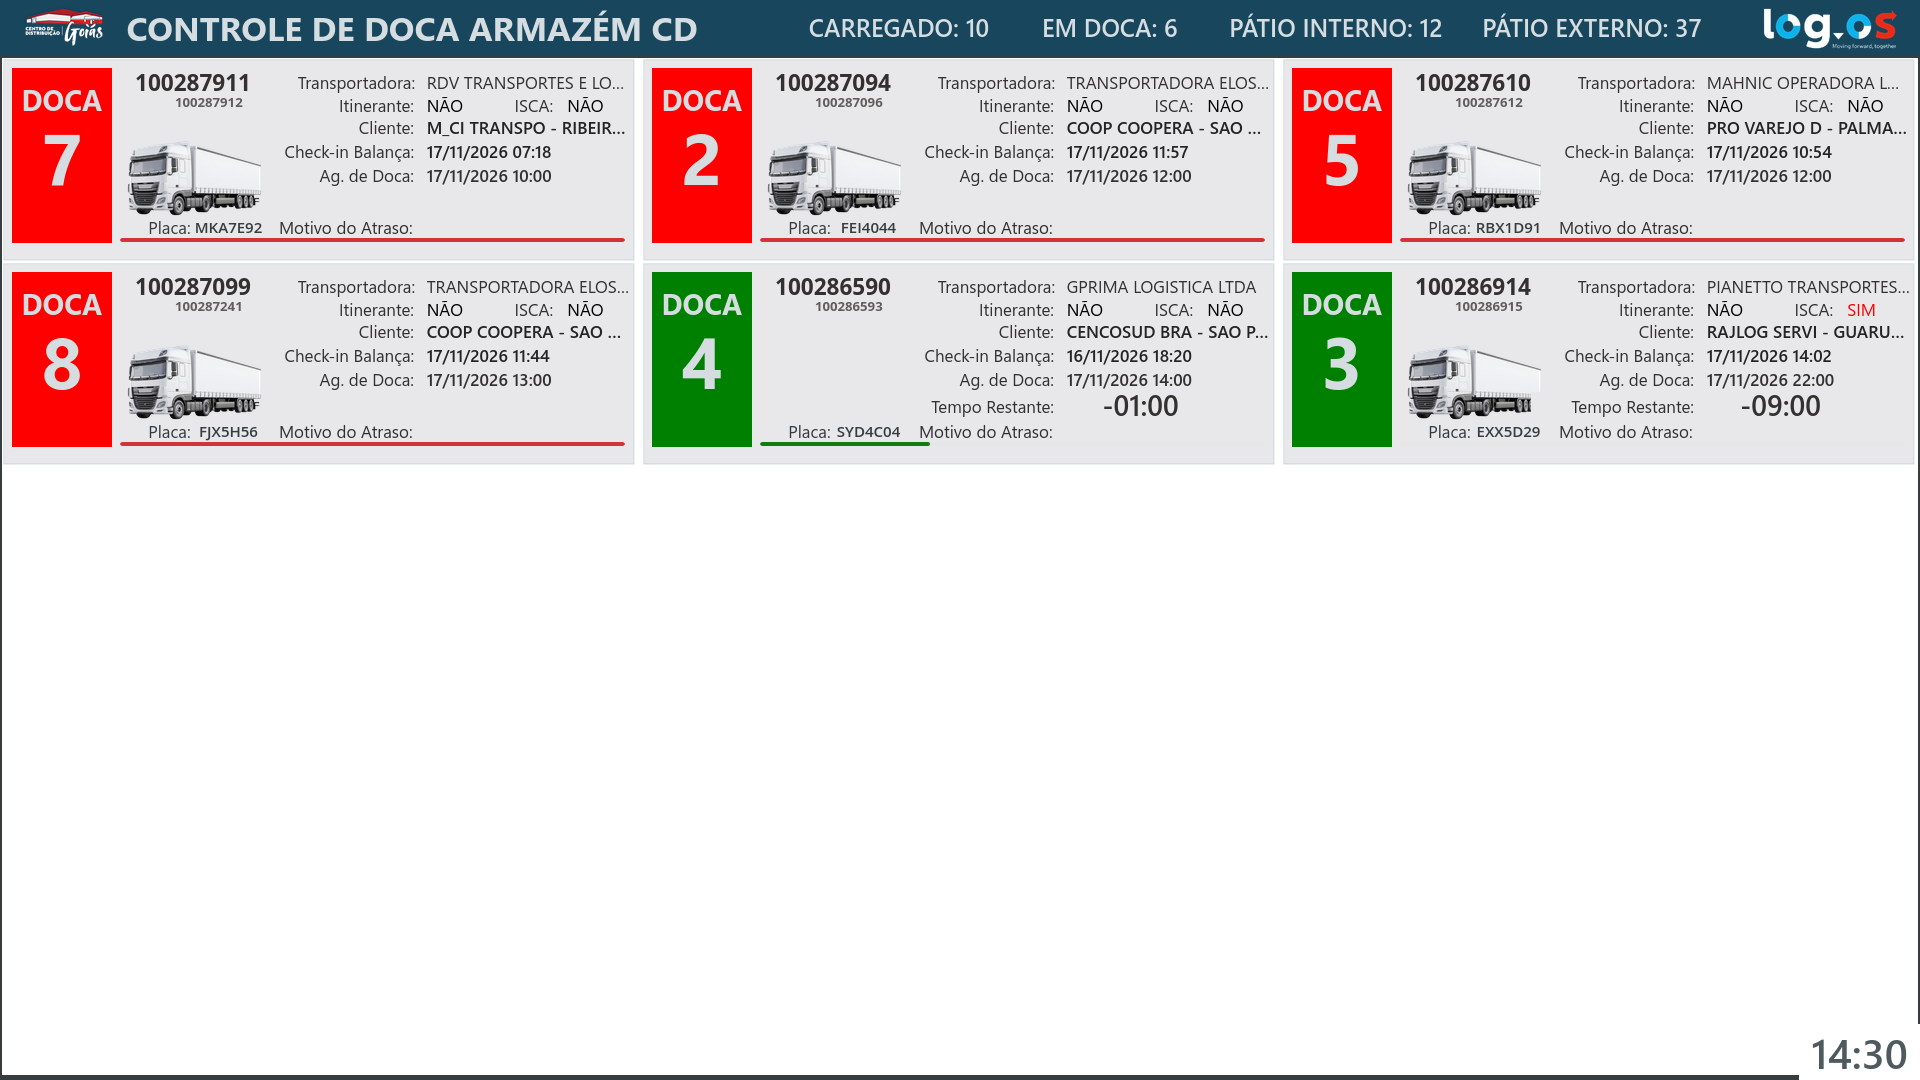 CENTRO DE DISTRIBUIÇÃO Goiás
CONTROLE DE DOCA ARMAZÉM CD
CARREGADO: 10
EM DOCA: 6
PÁTIO INTERNO: 12
PÁTIO EXTERNO: 37
log.os
Moving forward, together
DOCA
7
100287911
100287912
Transportadora: RDV TRANSPORTES E LO...
Itinerante: NÃO ISCA: NÃO
Cliente: M_CI TRANSPO - RIBEIR...
Check-in Balança: 17/11/2026 07:18
Ag. de Doca: 17/11/2026 10:00
Placa: MKA7E92 Motivo do Atraso:
DOCA
2
100287094
100287096
Transportadora: TRANSPORTADORA ELOS...
Itinerante: NÃO ISCA: NÃO
Cliente: COOP COOPERA - SAO ...
Check-in Balança: 17/11/2026 11:57
Ag. de Doca: 17/11/2026 12:00
Placa: FEI4044 Motivo do Atraso:
DOCA
5
100287610
100287612
Transportadora: MAHNIC OPERADORA L...
Itinerante: NÃO ISCA: NÃO
Cliente: PRO VAREJO D - PALMA...
Check-in Balança: 17/11/2026 10:54
Ag. de Doca: 17/11/2026 12:00
Placa: RBX1D91 Motivo do Atraso:
DOCA
8
100287099
100287241
Transportadora: TRANSPORTADORA ELOS...
Itinerante: NÃO ISCA: NÃO
Cliente: COOP COOPERA - SAO ...
Check-in Balança: 17/11/2026 11:44
Ag. de Doca: 17/11/2026 13:00
Placa: FJX5H56 Motivo do Atraso:
DOCA
4
100286590
100286593
Transportadora: GPRIMA LOGISTICA LTDA
Itinerante: NÃO ISCA: NÃO
Cliente: CENCOSUD BRA - SAO P...
Check-in Balança: 16/11/2026 18:20
Ag. de Doca: 17/11/2026 14:00
Tempo Restante: -01:00
Placa: SYD4C04 Motivo do Atraso:
DOCA
3
100286914
100286915
Transportadora: PIANETTO TRANSPORTES...
Itinerante: NÃO ISCA: SIM
Cliente: RAJLOG SERVI - GUARU...
Check-in Balança: 17/11/2026 14:02
Ag. de Doca: 17/11/2026 22:00
Tempo Restante: -09:00
Placa: EXX5D29 Motivo do Atraso:
14:30